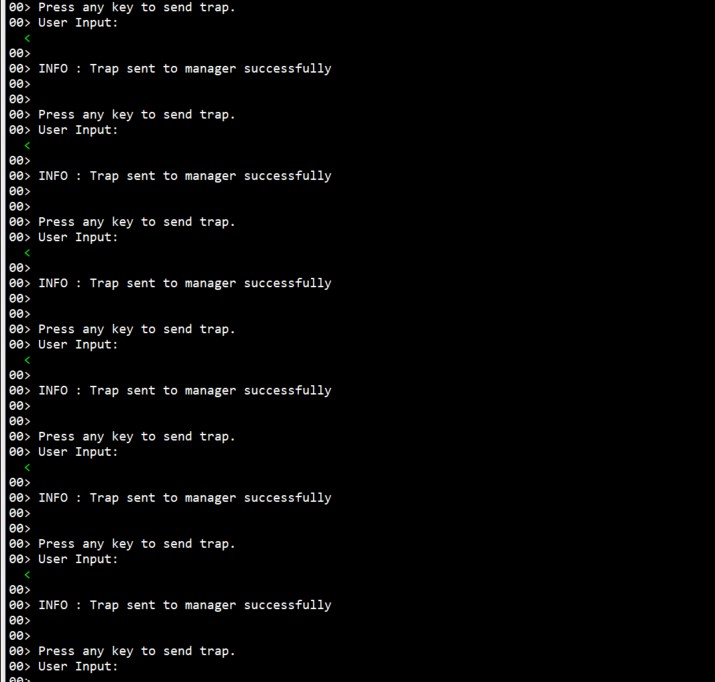 00> Press any key to send trap.
00> User Input:
<
00>
00> INFO : Trap sent to manager successfully
00>
00>
00> Press any key to send trap.
00> User Input:
<
00>
00> INFO : Trap sent to manager successfully
00>
00>
00> Press any key to send trap.
00> User Input:
<
00>
00> INFO : Trap sent to manager successfully
00>
00>
00> Press any key to send trap.
00> User Input:
<
00>
00> INFO : Trap sent to manager successfully
00>
00>
00> Press any key to send trap.
00> User Input:
<
00>
00> INFO : Trap sent to manager successfully
00>
00>
00> Press any key to send trap.
00> User Input:
<
00>
00> INFO : Trap sent to manager successfully
00>
00>
00> Press any key to send trap.
00> User Input:
00>